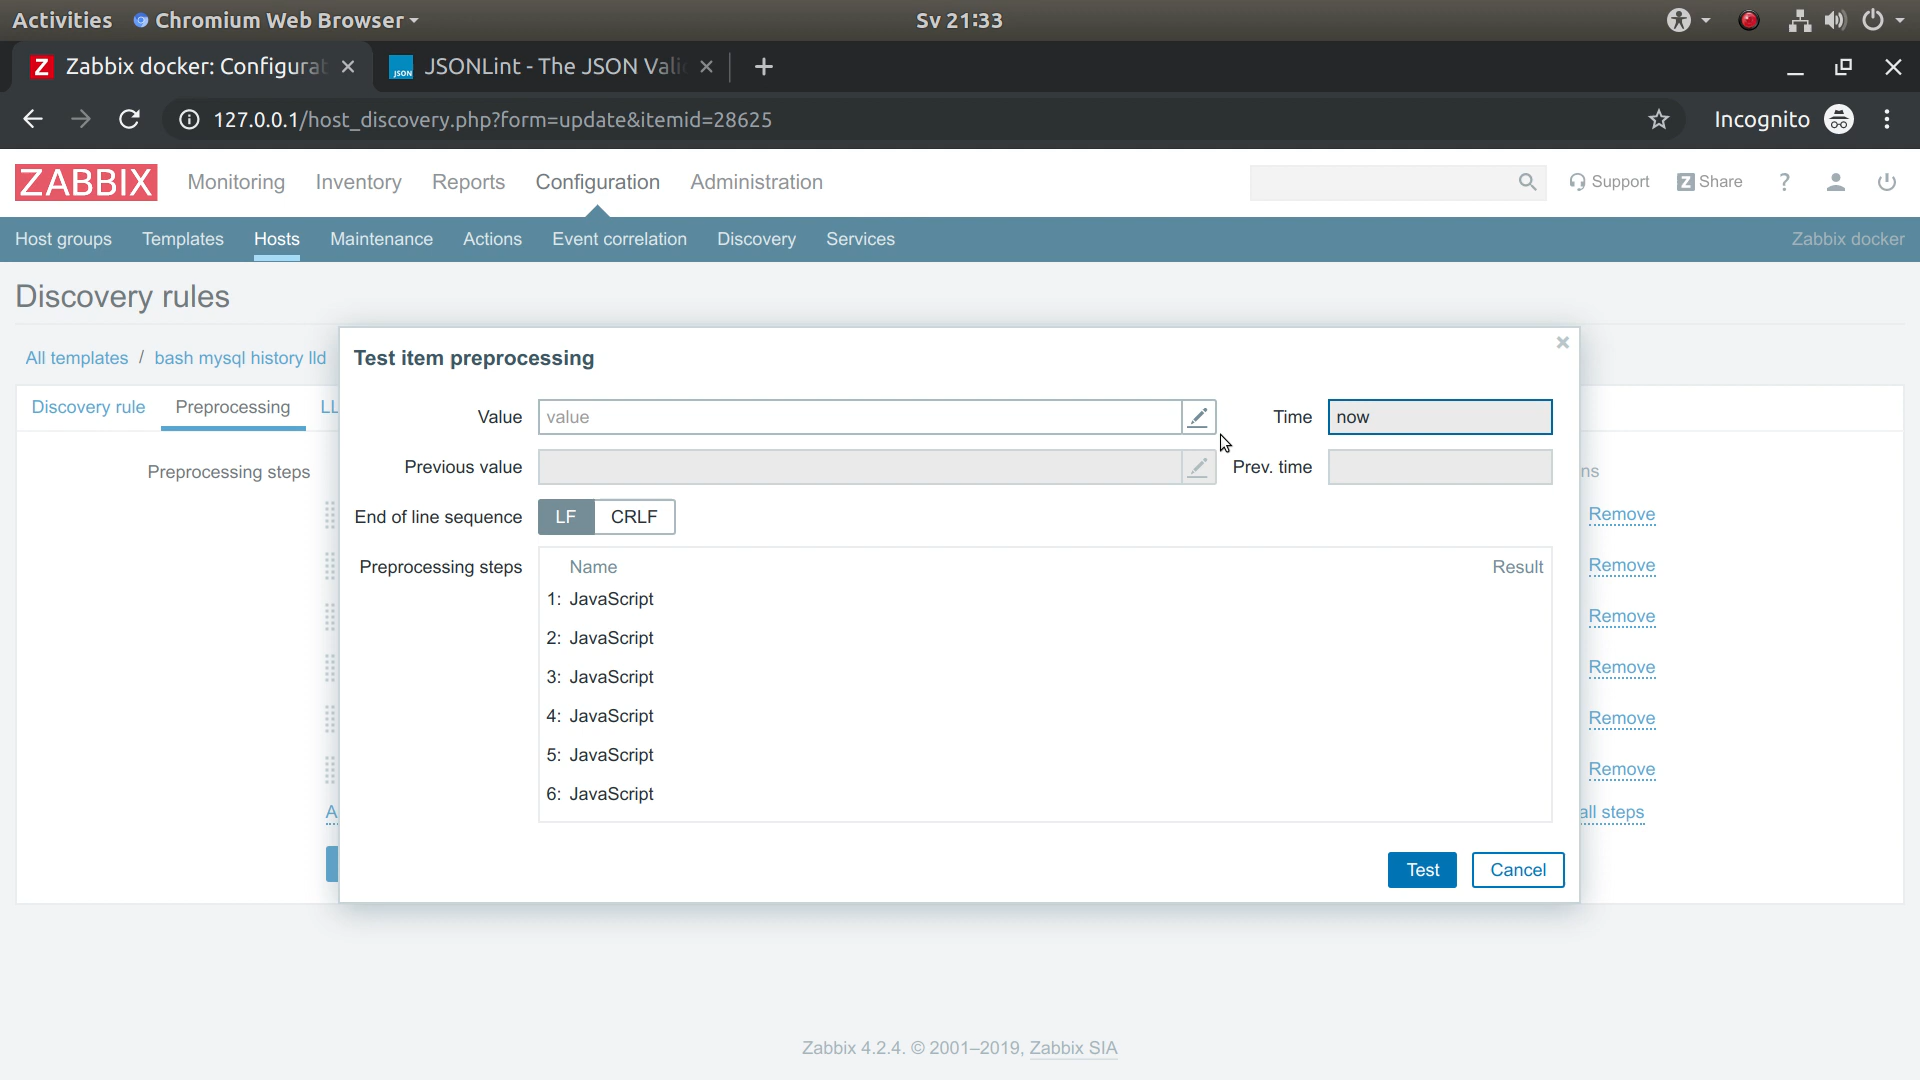 Activities Chromium Web Browser Sv 21:33
Zabbix docker: Configurat JSONLint - The JSON Vali
127.0.0.1/host_discovery.php?form=update&itemid=28625 Incognito
ZABBIX Monitoring Inventory Reports Configuration Administration Support Z Share ?
Host groups Templates Hosts Maintenance Actions Event correlation Discovery Services Zabbix docker
Discovery rules
All templates / bash mysql history lld
Discovery rule Preprocessing LL
Preprocessing steps ns
Remove
Remove
Remove
Remove
Remove
Remove
A all steps
Test item preprocessing
Value value Time now
Previous value Prev. time
End of line sequence LF CRLF
Preprocessing steps Name Result
1: JavaScript
2: JavaScript
3: JavaScript
4: JavaScript
5: JavaScript
6: JavaScript
Test Cancel
Zabbix 4.2.4. © 2001–2019, Zabbix SIA